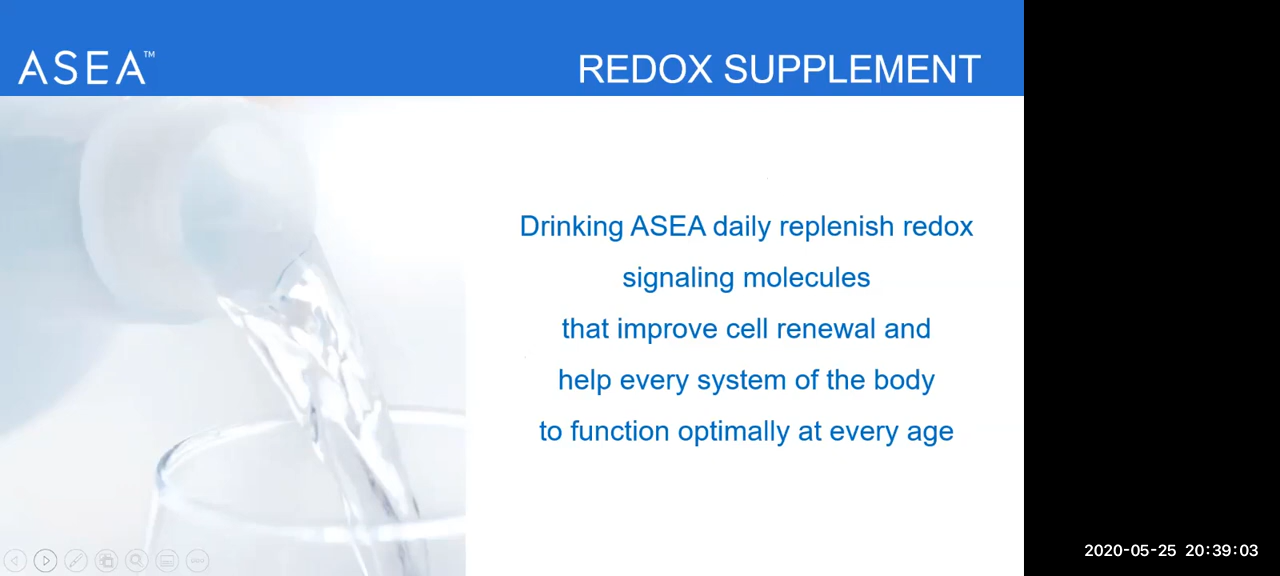 ASEA™
REDOX SUPPLEMENT
Drinking ASEA daily replenish redox
signaling molecules
that improve cell renewal and
help every system of the body
to function optimally at every age
2020-05-25 20:39:03